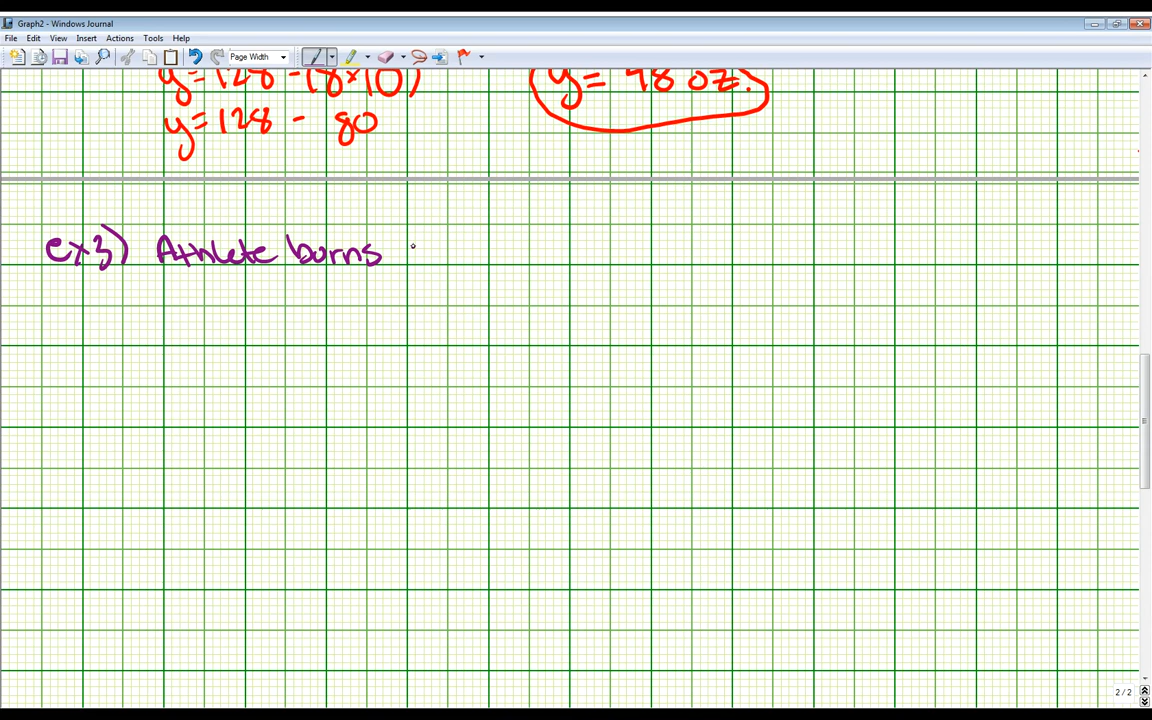 Graph2 - Windows Journal
File Edit View Insert Actions Tools Help
Page Width
y=128-(8×10)
y= 48 oz.
y=128 - 80
ex3) Athlete burns
2 / 2